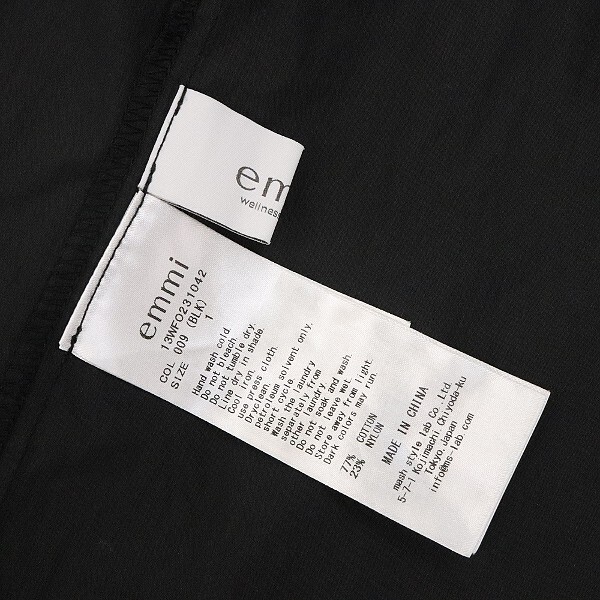 emmi
wellness
emmi
13WFO231042
COL 009 (BLK)
SIZE 1
Hand wash cold.
Do not bleach.
Do not tumble dry.
Line dry in shade.
Cool iron.
use press cloth.
Dryclean.
petroleum solvent only.
short cycle.
Wash the laundry
separately from
other laundry.
Do not soak and wash.
Do not leave wet.
Store away from light.
Dark colors may run.
77% COTTON
23% NYLON
MADE IN CHINA
mash style lab Co. Ltd.
5-7-1 Kojimachi, Chiyoda-ku
Tokyo, Japan
info@ms-lab.com